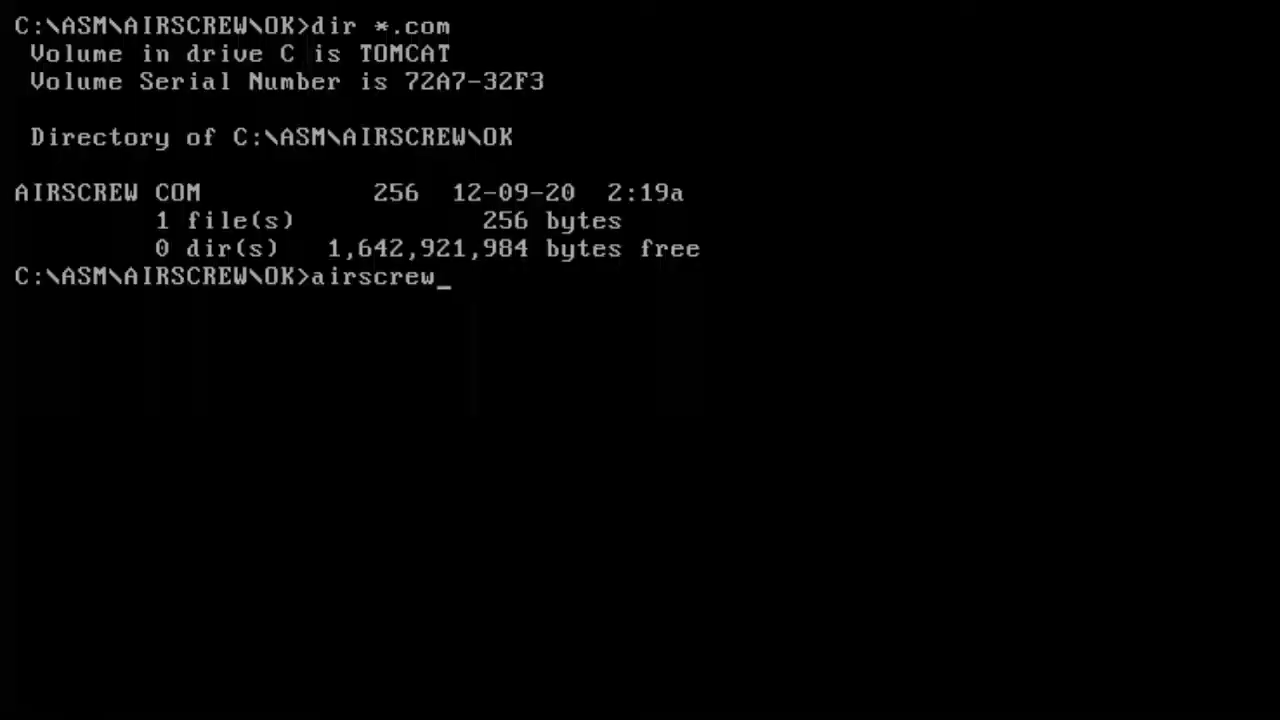 C:\ASM\AIRSCREW\OK>dir *.com
Volume in drive C is TOMCAT
Volume Serial Number is 72A7-32F3
Directory of C:\ASM\AIRSCREW\OK
AIRSCREW COM 256 12-09-20 2:19a
1 file(s) 256 bytes
0 dir(s) 1,642,921,984 bytes free
C:\ASM\AIRSCREW\OK>airscrew_